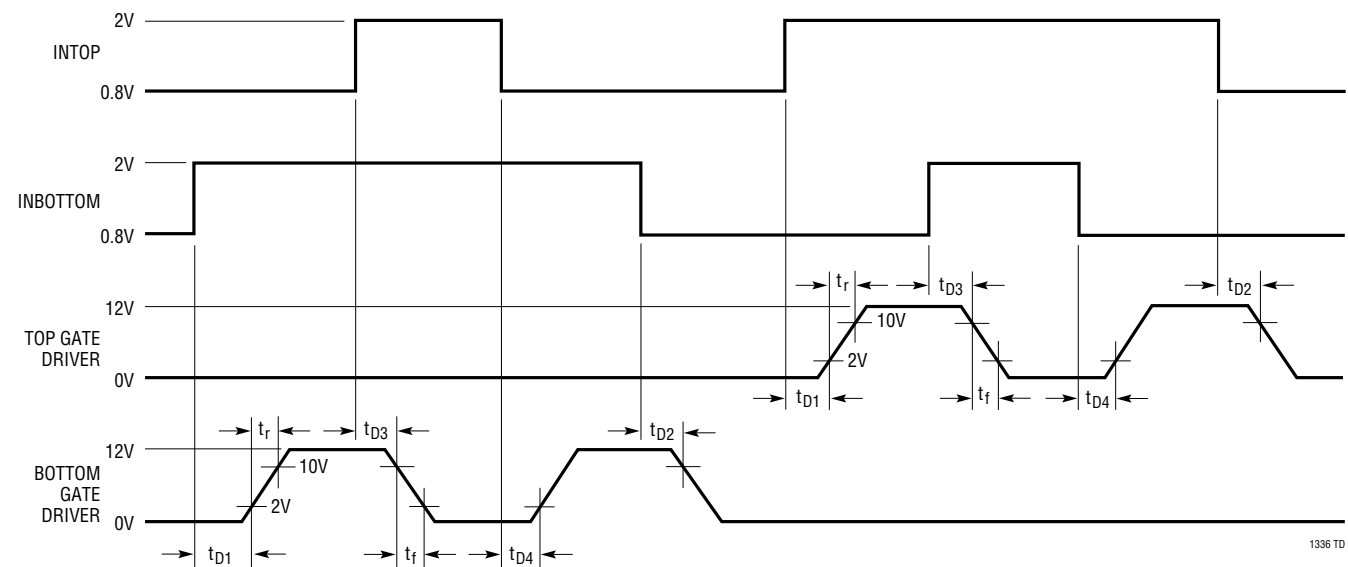 2V
INTOP
0.8V
2V
INBOTTOM
0.8V
tr
tD3
tD2
12V
10V
TOP GATE
DRIVER
2V
0V
tD1
tf
tD4
tr
tD3
tD2
12V
10V
BOTTOM
GATE
DRIVER
2V
0V
tD1
tf
tD4
1336 TD